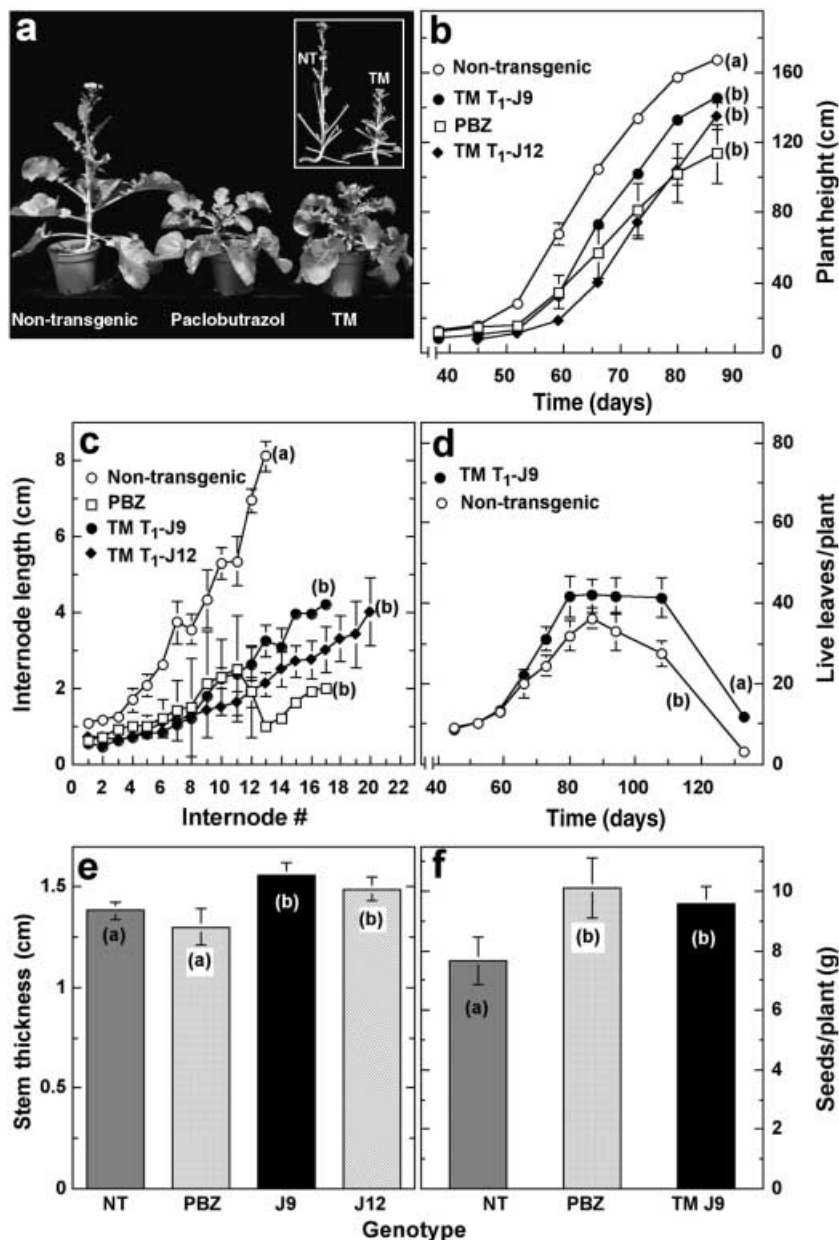 a
NT
TM
Non-transgenic
Paclobutrazol
TM
b
Non-transgenic
TM T₁-J9
PBZ
TM T₁-J12
(a)
(b)
(b)
(b)
160
120
80
40
0
Plant height (cm)
40 50 60 70 80 90
Time (days)
c
Non-transgenic
PBZ
TM T₁-J9
TM T₁-J12
(a)
(b)
(b)
(b)
8
6
4
2
0
Internode length (cm)
0 2 4 6 8 10 12 14 16 18 20 22
Internode #
d
TM T₁-J9
Non-transgenic
(a)
(b)
80
60
40
20
0
Live leaves/plant
40 60 80 100 120
Time (days)
e
1.5
1
0.5
0
Stem thickness (cm)
(a)
(a)
(b)
(b)
NT PBZ J9 J12
f
(a)
(b)
(b)
10
8
6
4
2
0
Seeds/plant (g)
NT PBZ TM J9
Genotype